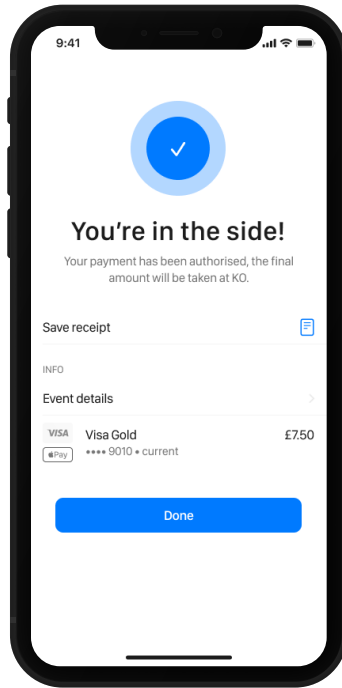 9:41
You're in the side!
Your payment has been authorised, the final
amount will be taken at KO.
Save receipt
INFO
Event details
VISA Visa Gold £7.50
Pay •••• 9010 • current
Done